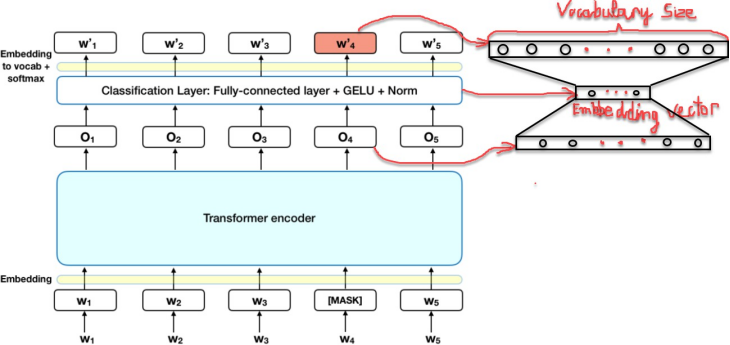 Vocabulary Size
w'1 w'2 w'3 w'4 w'5
Embedding
to vocab +
softmax
Classification Layer: Fully-connected layer + GELU + Norm
Embedding vector
O1 O2 O3 O4 O5
Transformer encoder
Embedding
w1 w2 w3 [MASK] w5
w1 w2 w3 w4 w5